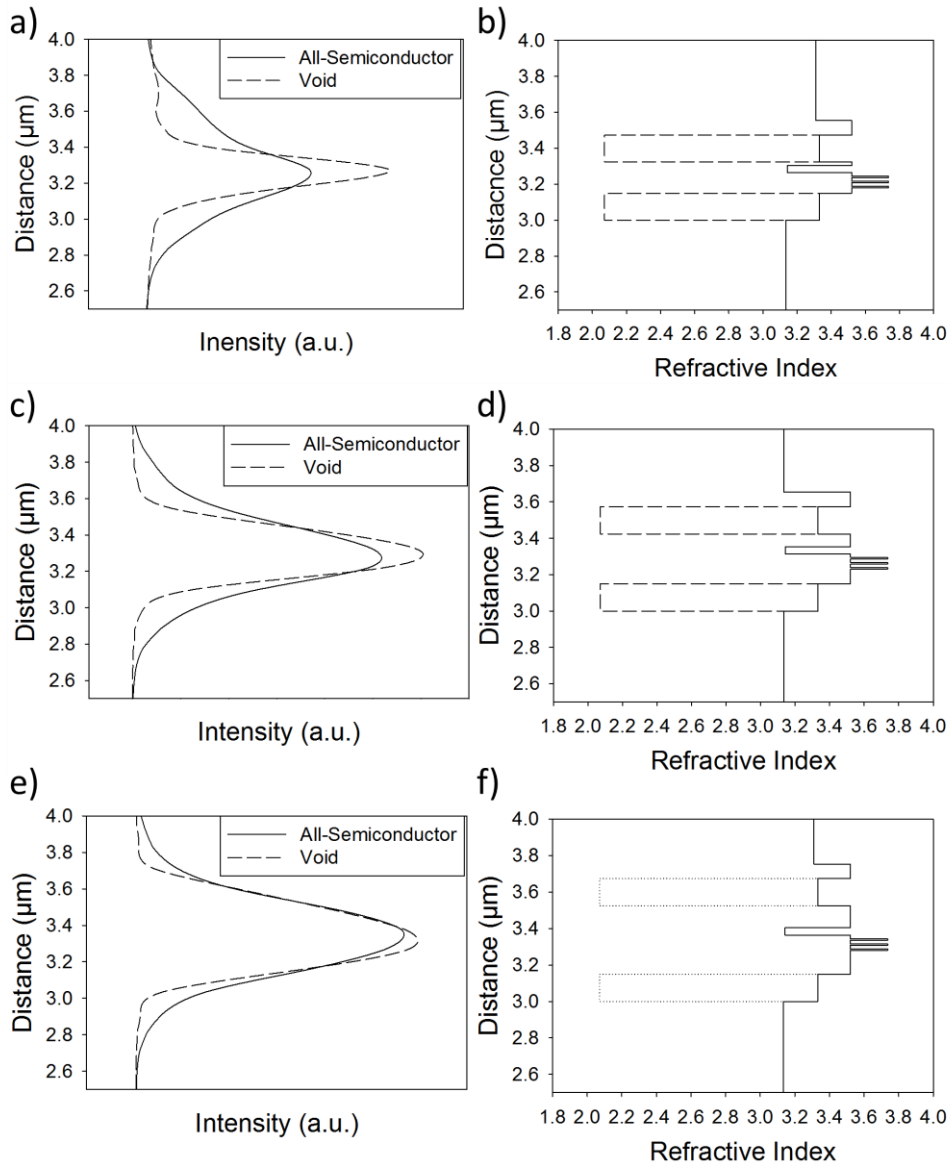 a)
4.0
3.8
3.6
3.4
3.2
3.0
2.8
2.6
Distance (µm)
All-Semiconductor
Void
Inensity (a.u.)
b)
4.0
3.8
3.6
3.4
3.2
3.0
2.8
2.6
Distacnce (µm)
1.8 2.0 2.2 2.4 2.6 2.8 3.0 3.2 3.4 3.6 3.8 4.0
Refractive Index
c)
4.0
3.8
3.6
3.4
3.2
3.0
2.8
2.6
Distance (µm)
All-Semiconductor
Void
Intensity (a.u.)
d)
4.0
3.8
3.6
3.4
3.2
3.0
2.8
2.6
Distance (µm)
1.8 2.0 2.2 2.4 2.6 2.8 3.0 3.2 3.4 3.6 3.8 4.0
Refractive Index
e)
4.0
3.8
3.6
3.4
3.2
3.0
2.8
2.6
Distance (µm)
All-Semiconductor
Void
Intensity (a.u.)
f)
4.0
3.8
3.6
3.4
3.2
3.0
2.8
2.6
Distance (µm)
1.8 2.0 2.2 2.4 2.6 2.8 3.0 3.2 3.4 3.6 3.8 4.0
Refractive Index